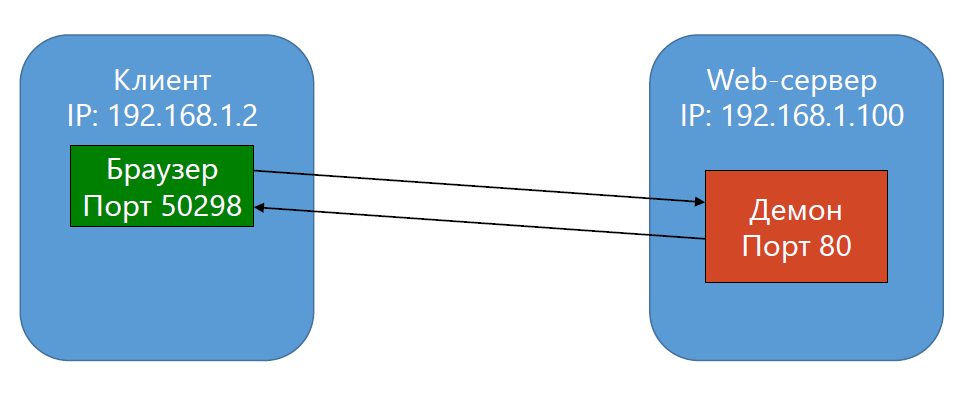 Клиент
IP: 192.168.1.2
Браузер
Порт 50298
Web-сервер
IP: 192.168.1.100
Демон
Порт 80